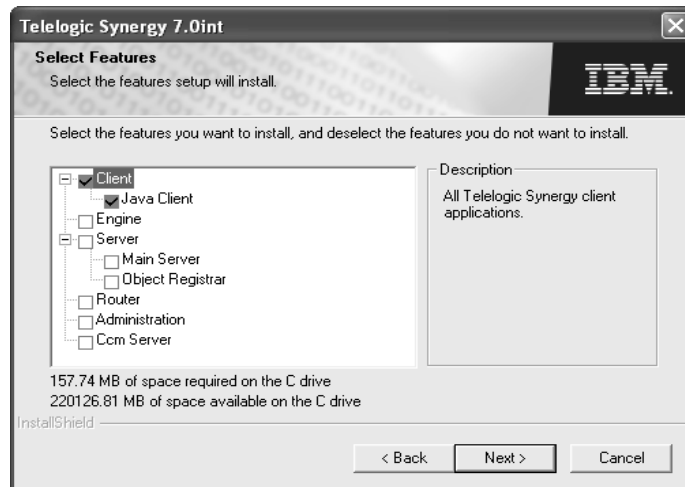 Telelogic Synergy 7.0int
Select Features
Select the features setup will install.
IBM.
Select the features you want to install, and deselect the features you do not want to install.
Client
Java Client
Engine
Server
Main Server
Object Registrar
Router
Administration
Ccm Server
Description
All Telelogic Synergy client
applications.
157.74 MB of space required on the C drive
220126.81 MB of space available on the C drive
InstallShield
< Back
Next >
Cancel